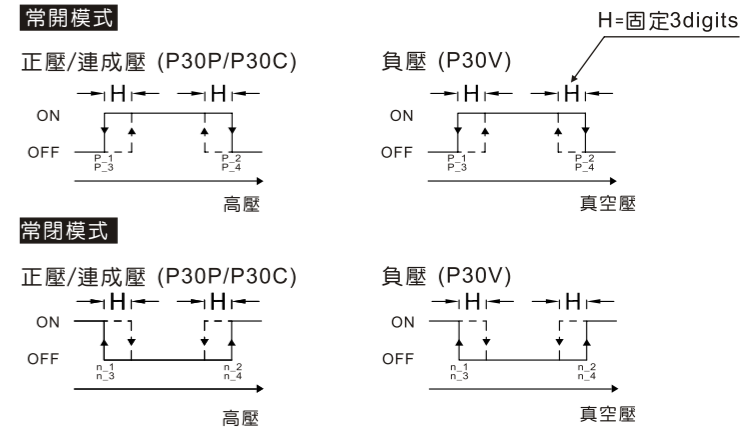 常開模式
H=固定3digits
正壓/連成壓 (P30P/P30C)
負壓 (P30V)
H
H
H
H
ON
OFF
P_1
P_3
P_2
P_4
高壓
ON
OFF
P_1
P_3
P_2
P_4
真空壓
常閉模式
正壓/連成壓 (P30P/P30C)
負壓 (P30V)
H
H
H
H
ON
OFF
n_1
n_3
n_2
n_4
高壓
ON
OFF
n_1
n_3
n_2
n_4
真空壓